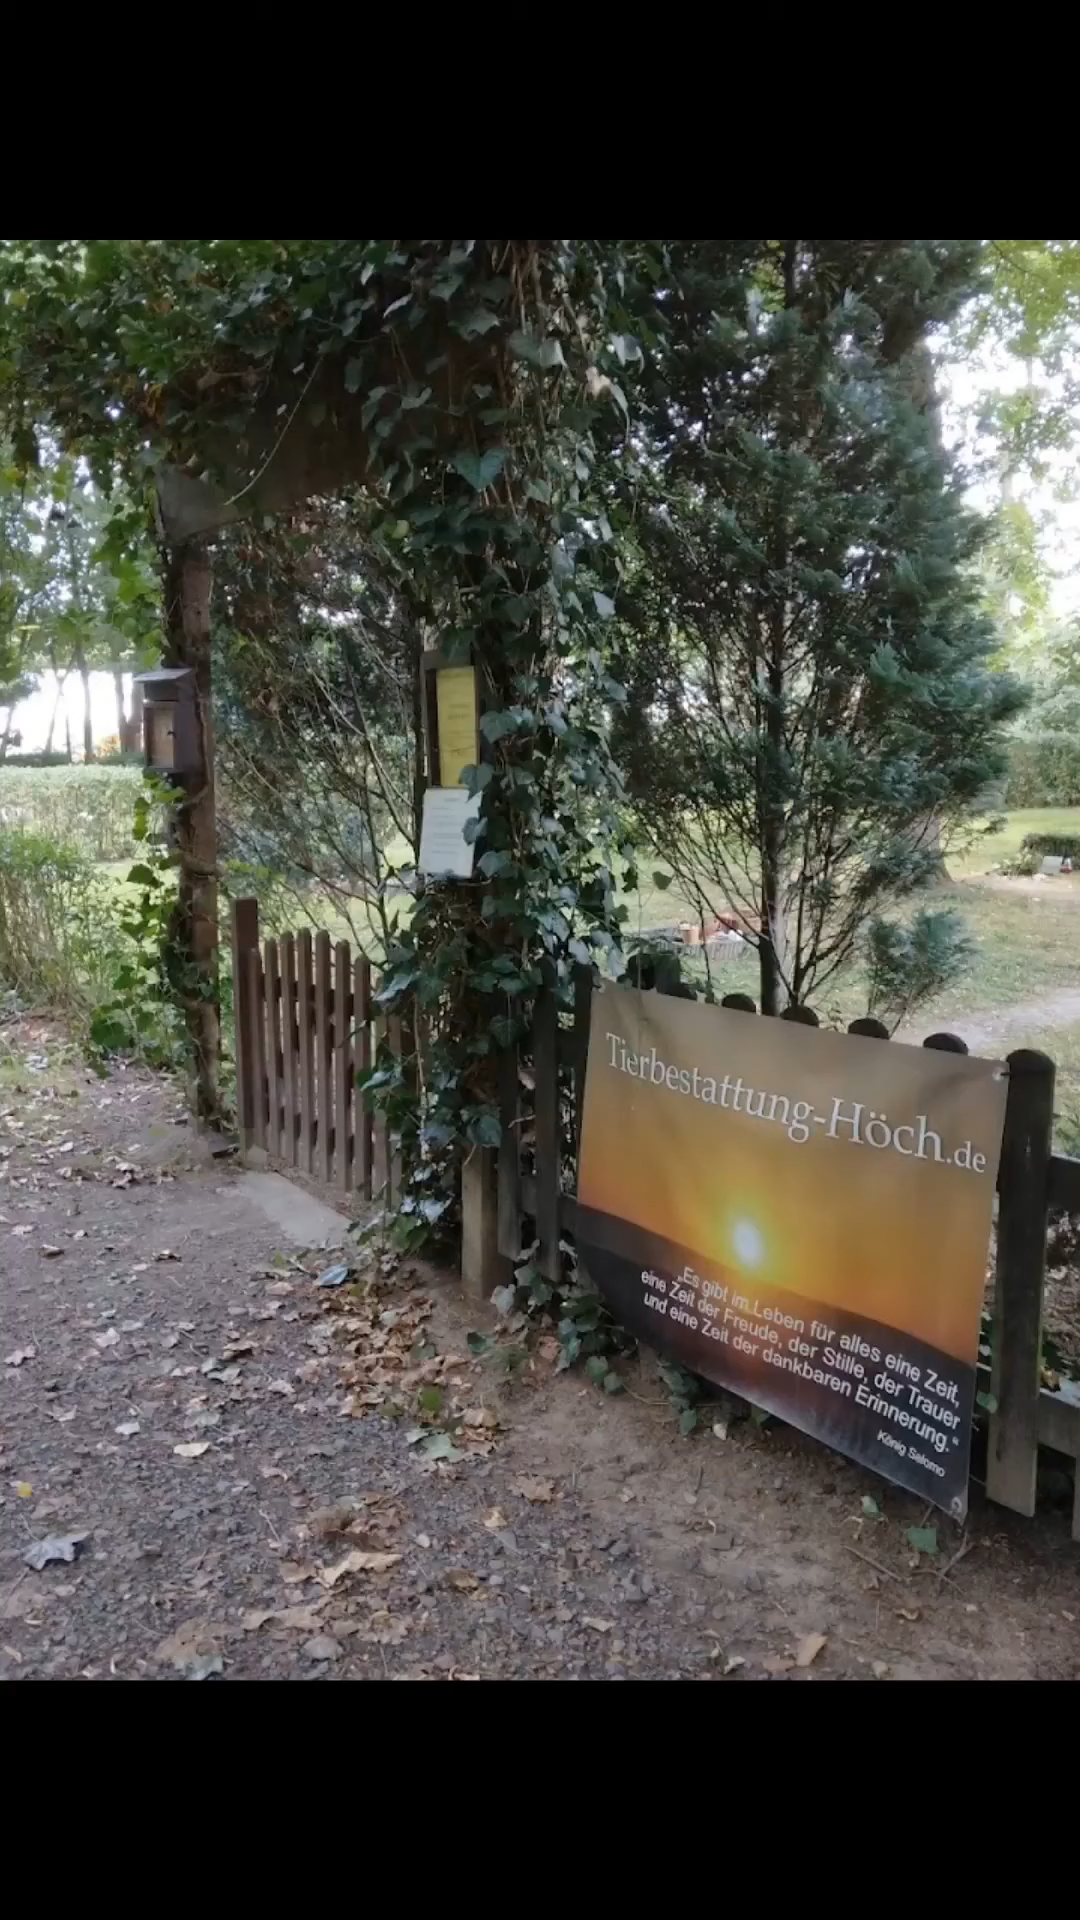 Tierbestattung-Höch.de
„Es gibt im Leben für alles eine Zeit,
eine Zeit der Freude, der Stille, der Trauer
und eine Zeit der dankbaren Erinnerung.“
König Salomo